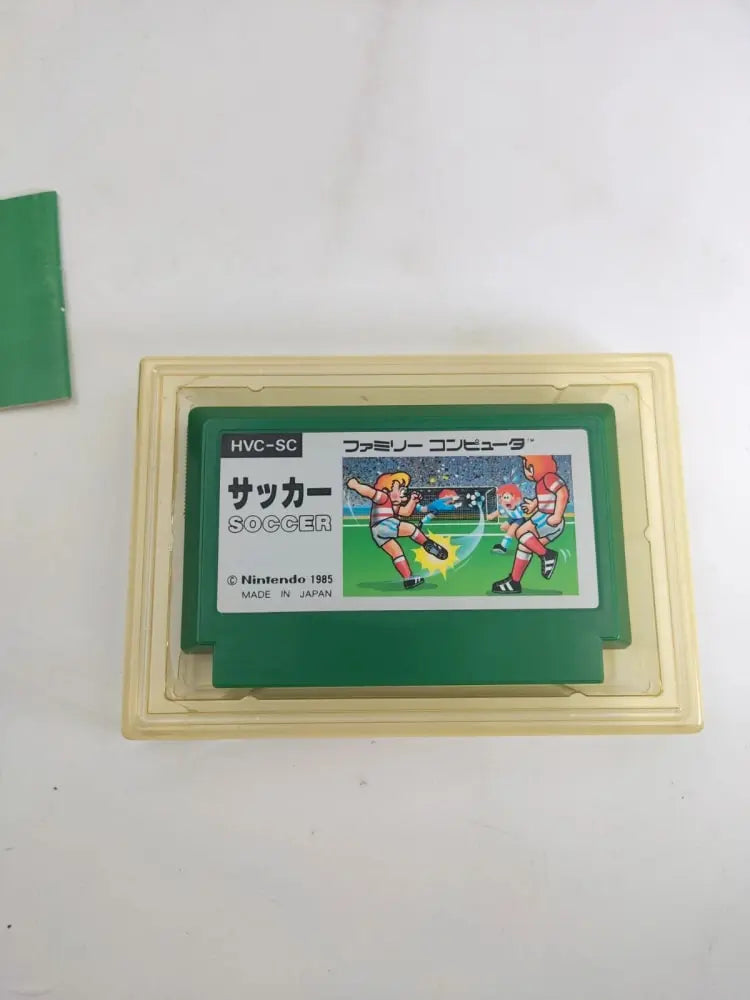 HVC-SC
ファミリー コンピュータ™
サッカー
SOCCER
© Nintendo 1985
MADE IN JAPAN